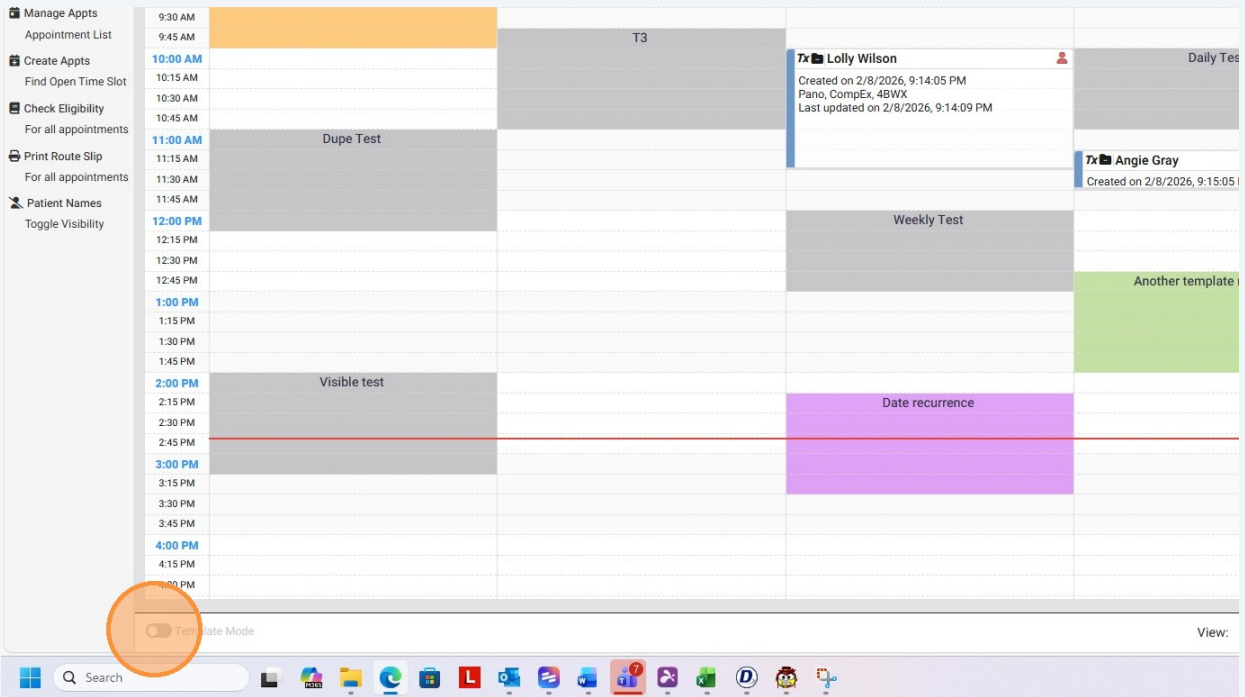 Manage Appts
Appointment List
Create Appts
Find Open Time Slot
Check Eligibility
For all appointments
Print Route Slip
For all appointments
Patient Names
Toggle Visibility
9:30 AM
9:45 AM
10:00 AM
10:15 AM
10:30 AM
10:45 AM
11:00 AM
11:15 AM
11:30 AM
11:45 AM
12:00 PM
12:15 PM
12:30 PM
12:45 PM
1:00 PM
1:15 PM
1:30 PM
1:45 PM
2:00 PM
2:15 PM
2:30 PM
2:45 PM
3:00 PM
3:15 PM
3:30 PM
3:45 PM
4:00 PM
4:15 PM
PM
Dupe Test
Visible test
T3
Tx Lolly Wilson
Created on 2/8/2026, 9:14:05 PM
Pano, CompEx, 4BWX
Last updated on 2/8/2026, 9:14:09 PM
Weekly Test
Date recurrence
Daily Tes
Tx Angie Gray
Created on 2/8/2026, 9:15:05
Another template
Template Mode
View:
Search
M365
L
7
D